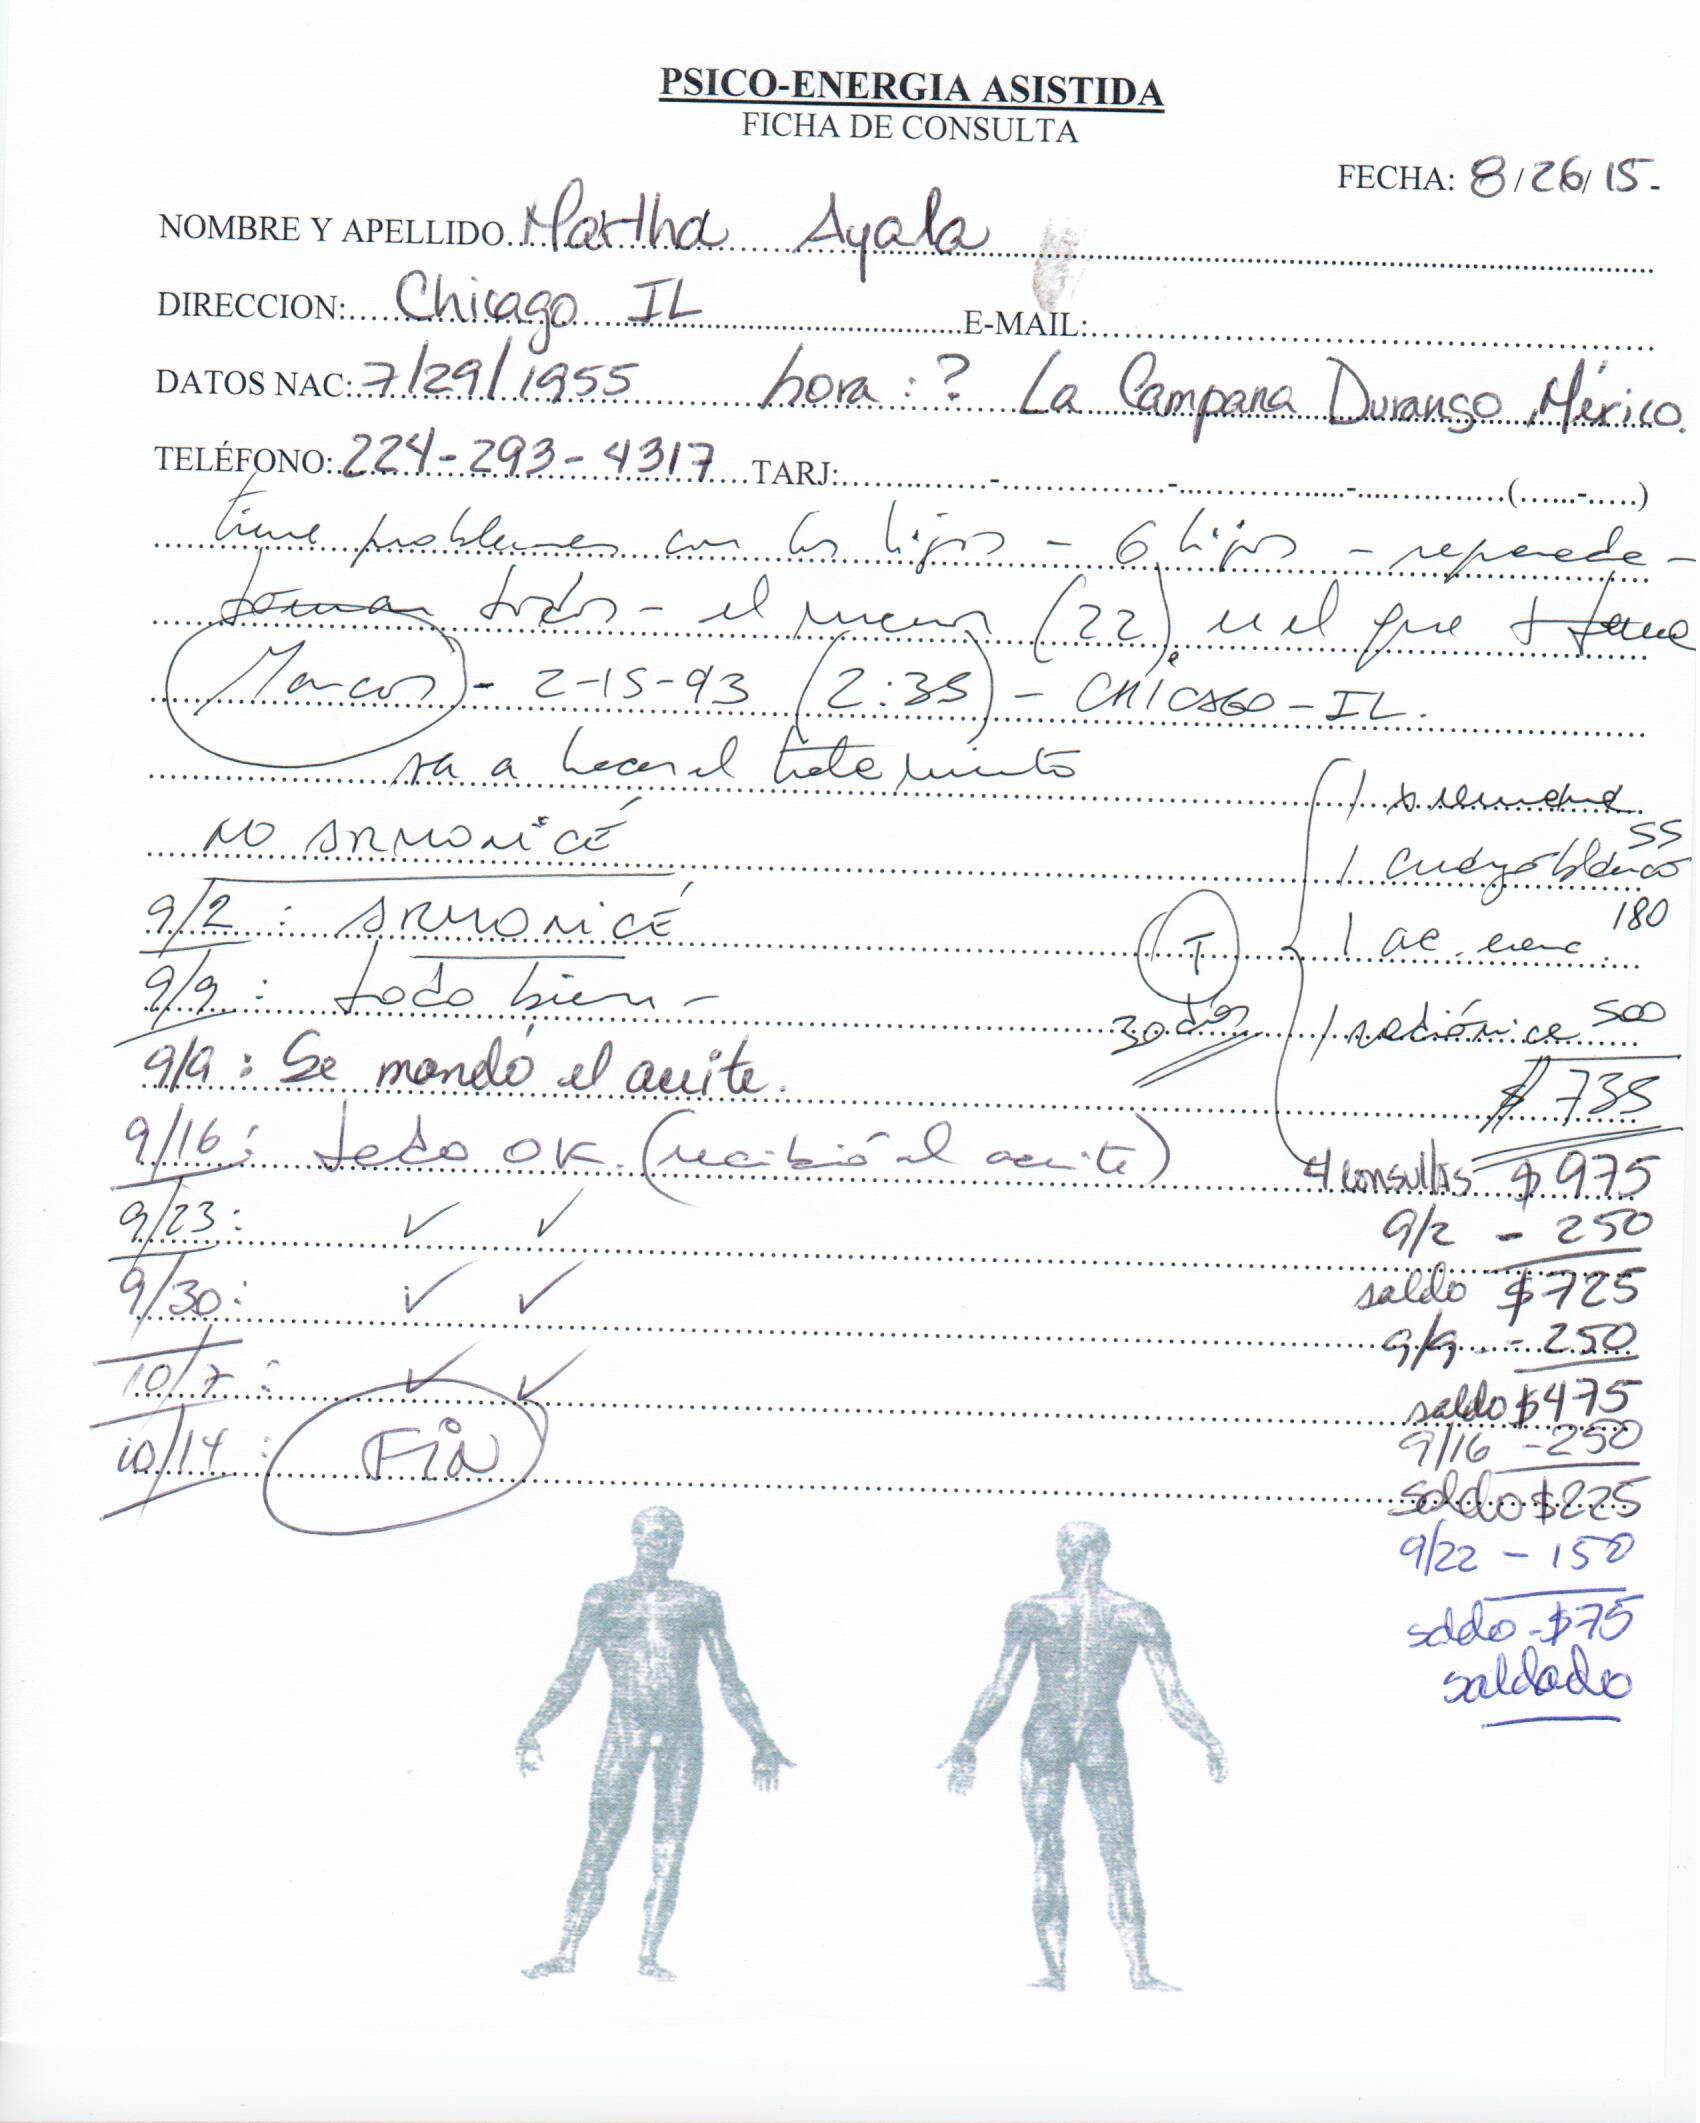 PSICO-ENERGIA ASISTIDA
FICHA DE CONSULTA
FECHA: 8/26/15-
NOMBRE Y APELLIDO Martha Ayala
DIRECCION: Chicago IL E-MAIL:
DATOS NAC: 7/29/1955 hora: ? La Campana Durango, México.
TELÉFONO: 224-293-4317 TARJ: - - - (......-.....)
tiene problemas con los hijos - 6 hijos -
toman todos - el menor (22) es el que + toma
Marcos - 2-15-93 (2:35) - CHICAGO - IL.
va a hacer el tratamiento
1 x semana
NO ARMONICÉ
55
1 cuarzo blanco
9/2 : ARMONICÉ
180
T
1 ac.
9/9 : todo bien -
30 días
1 radiónica 500
9/9 : Se mandó el aceite.
$ 735
9/16 : todo OK. (recibió el aceite)
4 consultas $ 975
9/23 : ✓ ✓
9/2 - 250
saldo $ 725
9/30 : ✓ ✓
9/9 - 250
10/7 : ✓ ✓
saldo $ 475
9/16 - 250
10/14 : FIN
Saldo $ 225
9/22 - 150
saldo - $ 75
saldado